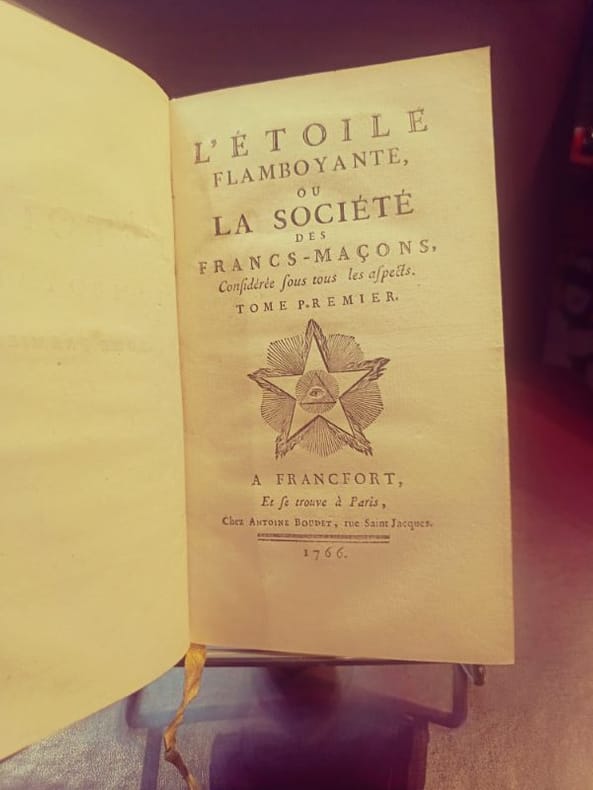 L'ÉTOILE
FLAMBOYANTE,
OU
LA SOCIÉTÉ
DES
FRANCS-MAÇONS,
Conſidérée ſous tous les aſpects.
TOME PREMIER.
A FRANCFORT,
Et ſe trouve à Paris,
Chez ANTOINE BOUDET, rue Saint Jacques.
1766.